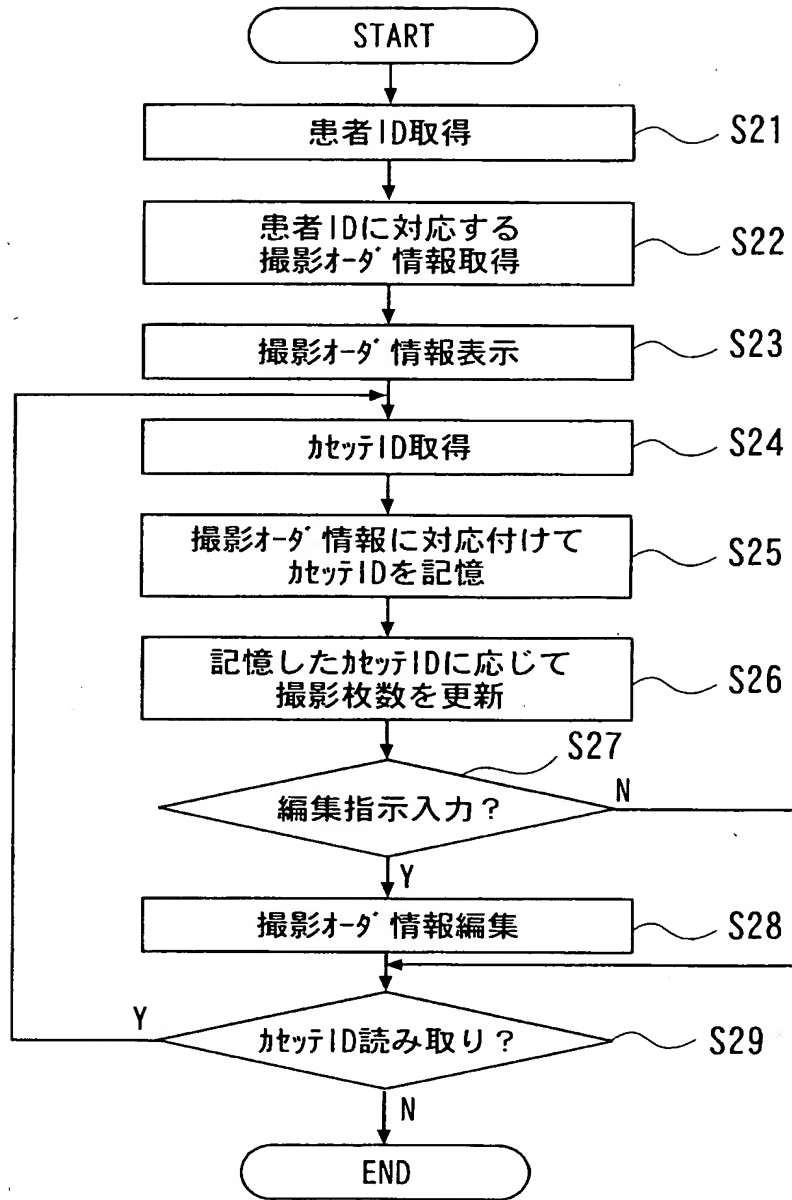 START
患者ID取得
S21
患者IDに対応する
撮影ｵｰﾀﾞ情報取得
S22
撮影ｵｰﾀﾞ情報表示
S23
ｶｾｯﾃID取得
S24
撮影ｵｰﾀﾞ情報に対応付けて
ｶｾｯﾃIDを記憶
S25
記憶したｶｾｯﾃIDに応じて
撮影枚数を更新
S26
S27
編集指示入力？
N
Y
撮影ｵｰﾀﾞ情報編集
S28
Y
ｶｾｯﾃID読み取り？
S29
N
END